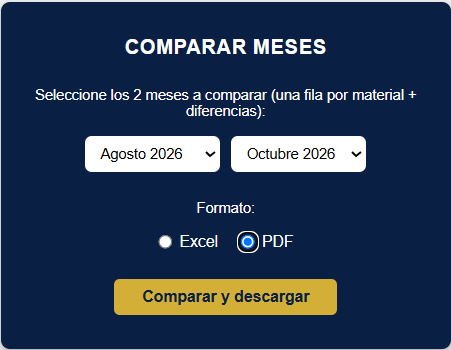 COMPARAR MESES
Seleccione los 2 meses a comparar (una fila por material +
diferencias):
Agosto 2026 Octubre 2026
Formato:
Excel PDF
Comparar y descargar